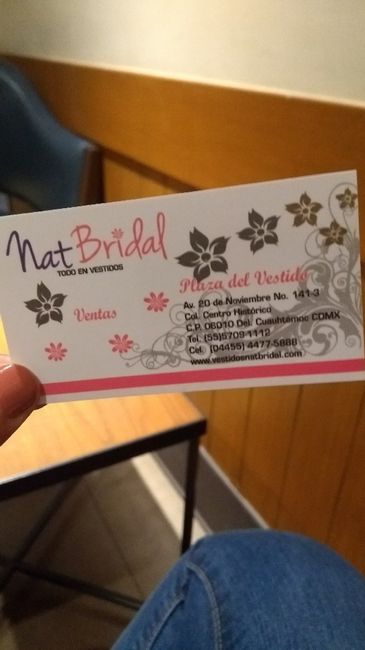 Nat Bridal
TODO EN VESTIDOS
Plaza del Vestido
Ventas
Av. 20 de Noviembre No. 141-3
Col. Centro Histórico
C.P. 06010 Del. Cuauhtémoc CDMX
Tel. (55)5709-1112
Cel. (04455) 4477-5888
www.vestidosnatbridal.com